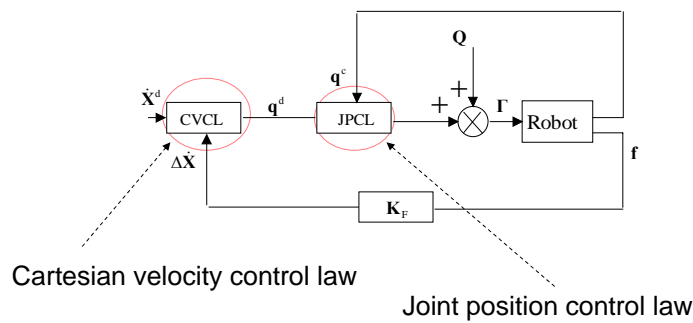 Q
q^c
Ẋ^d
CVCL
q^d
JPCL
+
+
Γ
Robot
ΔẊ
f
K_F
Cartesian velocity control law
Joint position control law